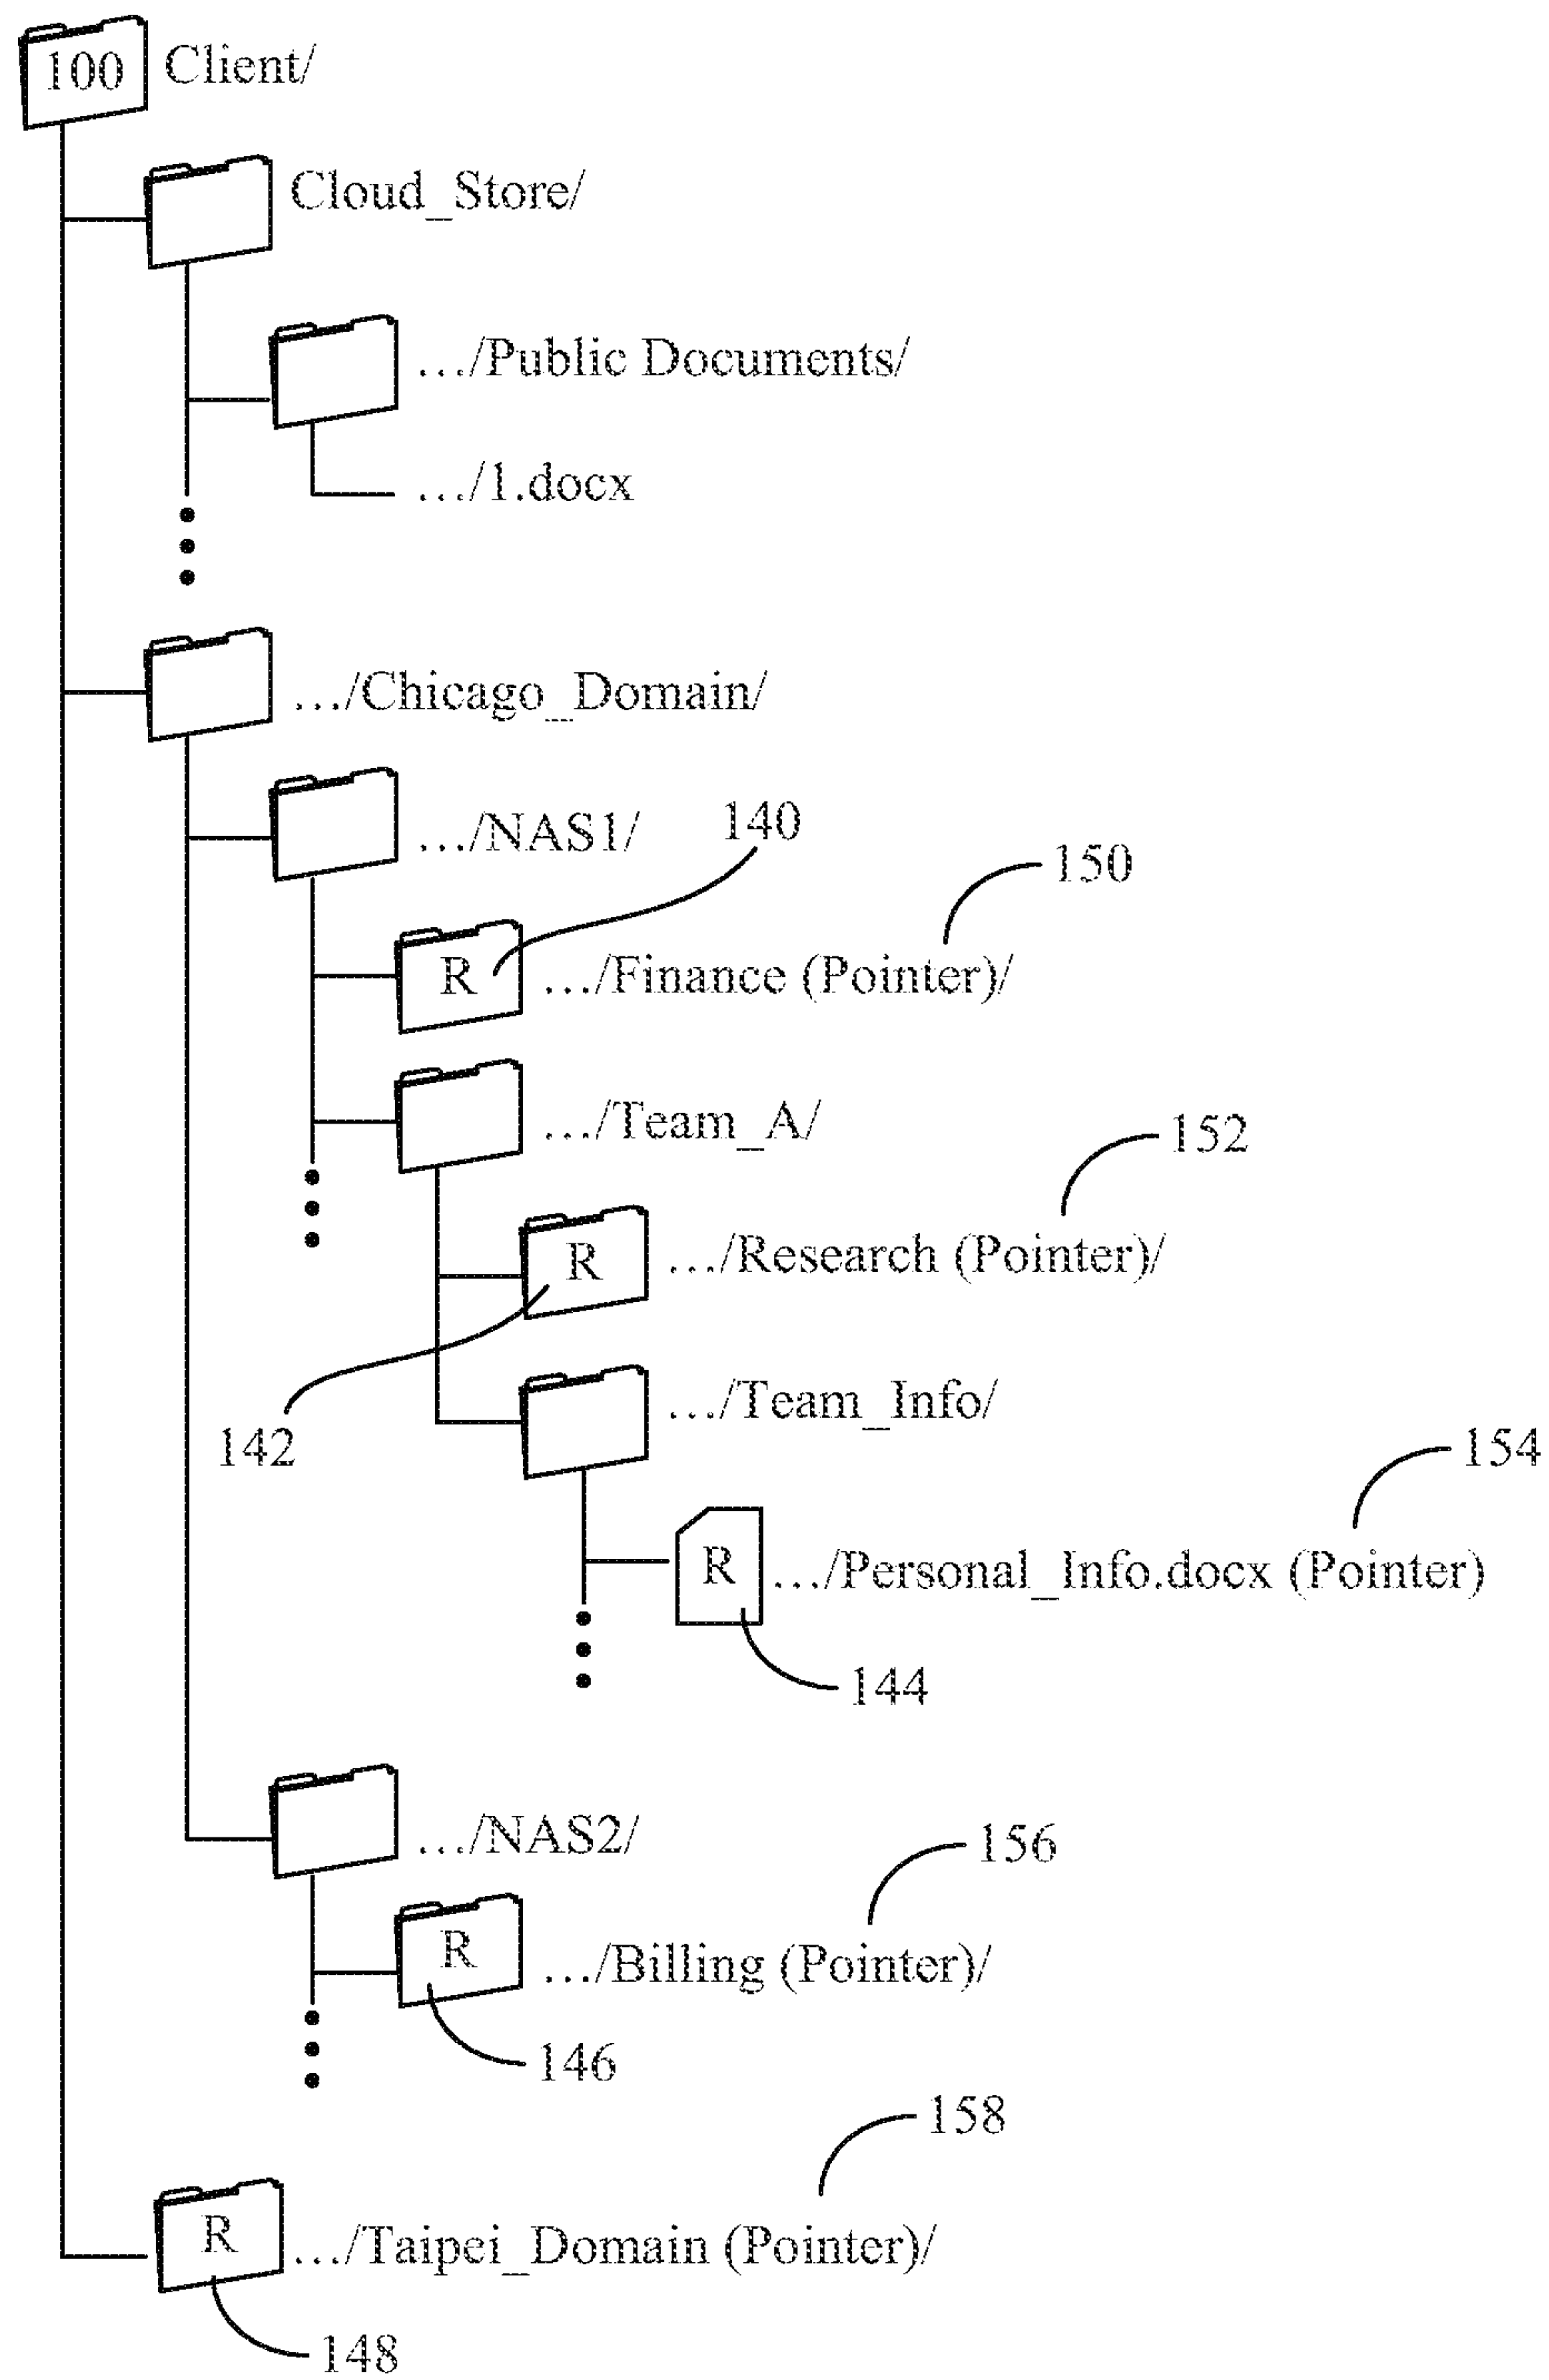 100 Client/
Cloud_Store/
…/Public Documents/
…/1.docx
…/Chicago_Domain/
…/NAS1/
140
150
R …/Finance (Pointer)/
…/Team_A/
152
R …/Research (Pointer)/
…/Team_Info/
142
154
R …/Personal_Info.docx (Pointer)
144
…/NAS2/
156
R …/Billing (Pointer)/
146
158
R …/Taipei_Domain (Pointer)/
148